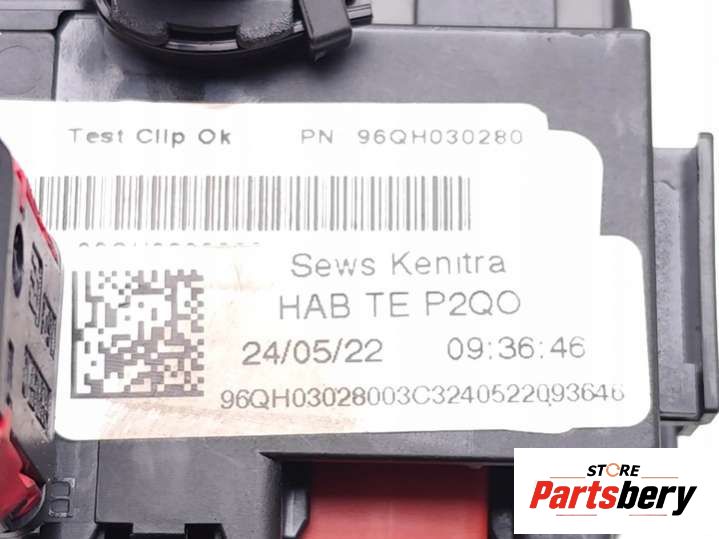 Test Clip Ok PN 96QH030280
Sews Kenitra
HAB TE P2QO
24/05/22 09:36:46
96QH03028003C3240522093646
B
STORE
Partsbery